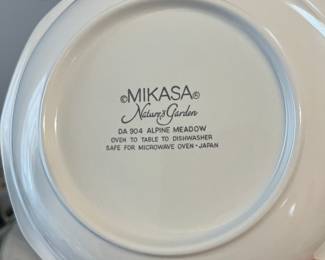 ©MIKASA©
Nature's Garden
DA 904 ALPINE MEADOW
OVEN TO TABLE TO DISHWASHER
SAFE FOR MICROWAVE OVEN • JAPAN